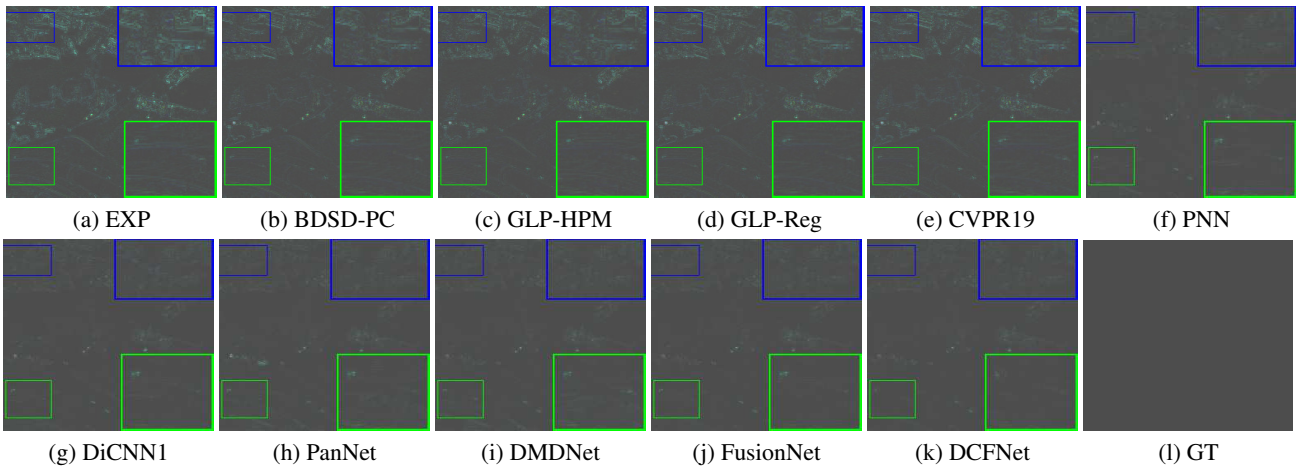 (a) EXP
(b) BDSD-PC
(c) GLP-HPM
(d) GLP-Reg
(e) CVPR19
(f) PNN
(g) DiCNN1
(h) PanNet
(i) DMDNet
(j) FusionNet
(k) DCFNet
(l) GT